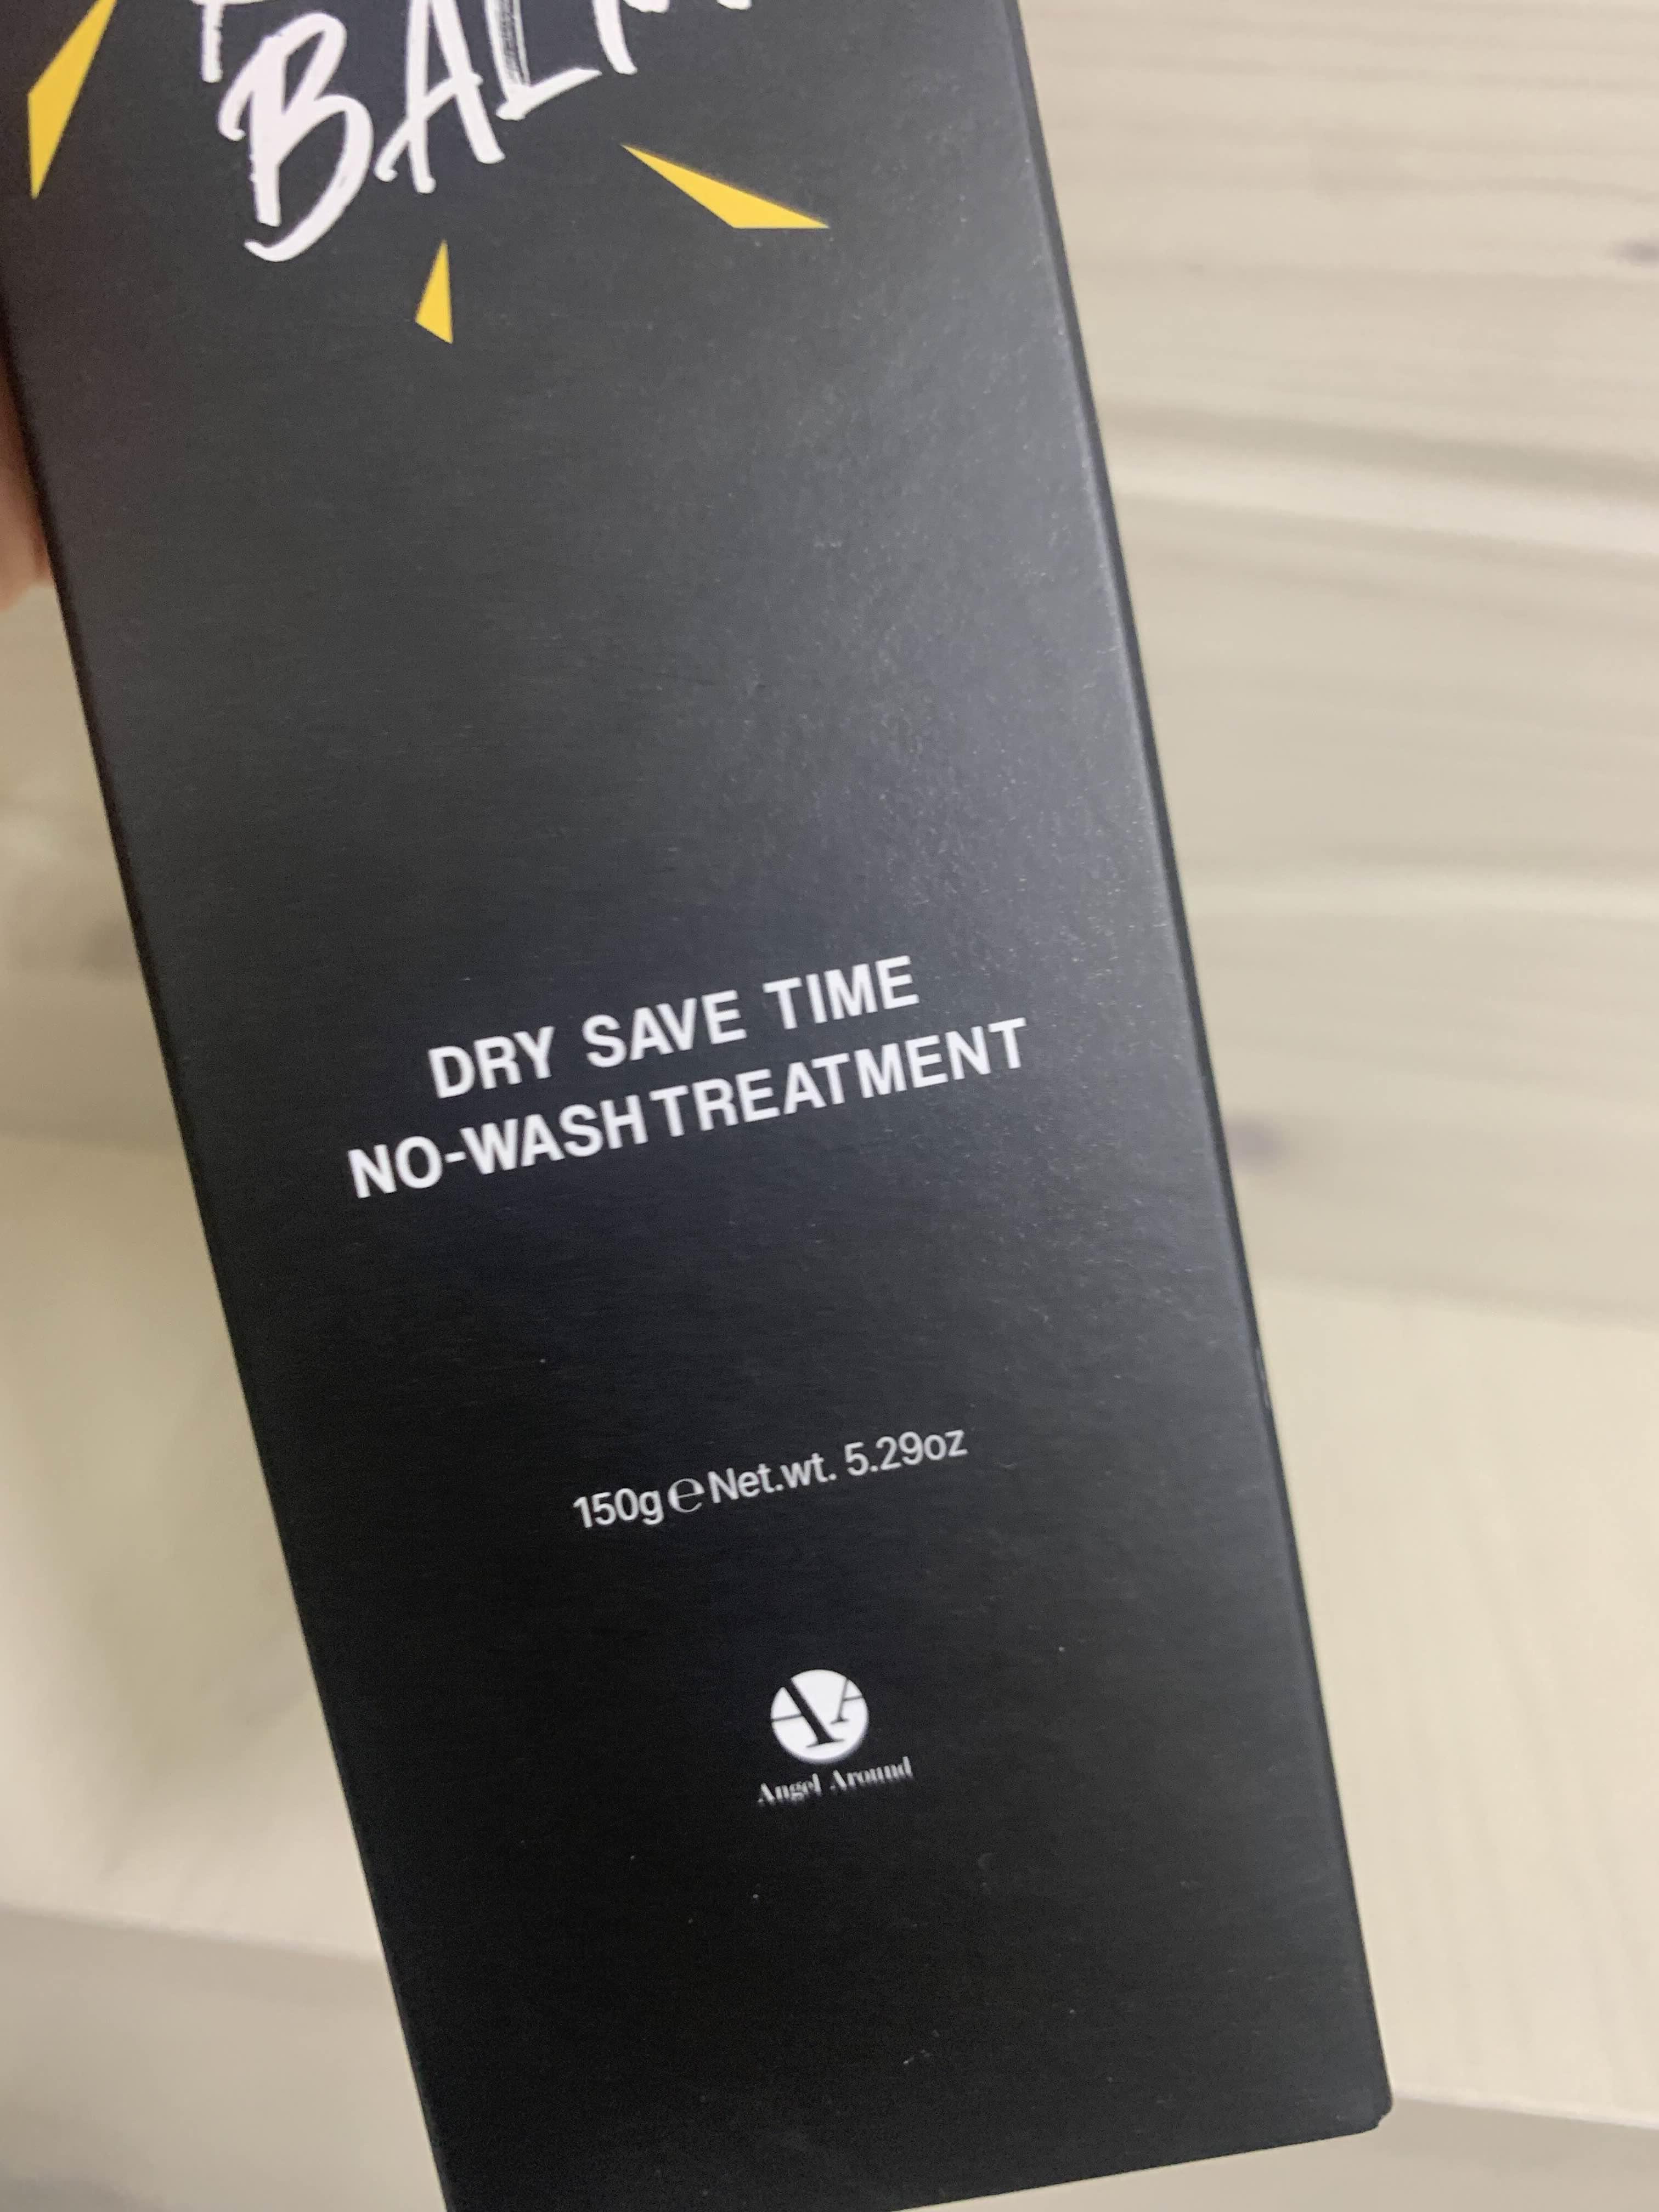 DRY SAVE TIME
NO-WASH TREATMENT
150g ℮ Net.wt. 5.29oz
Angel Around